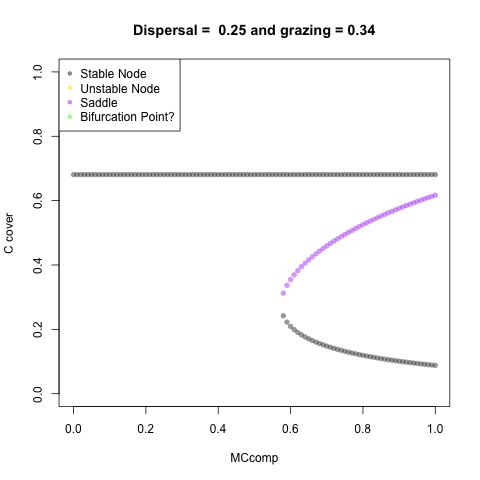 Dispersal =  0.25 and grazing = 0.34
Stable Node
Unstable Node
Saddle
Bifurcation Point?
1.0
0.8
0.6
0.4
0.2
0.0
C cover
0.0 0.2 0.4 0.6 0.8 1.0
MCcomp